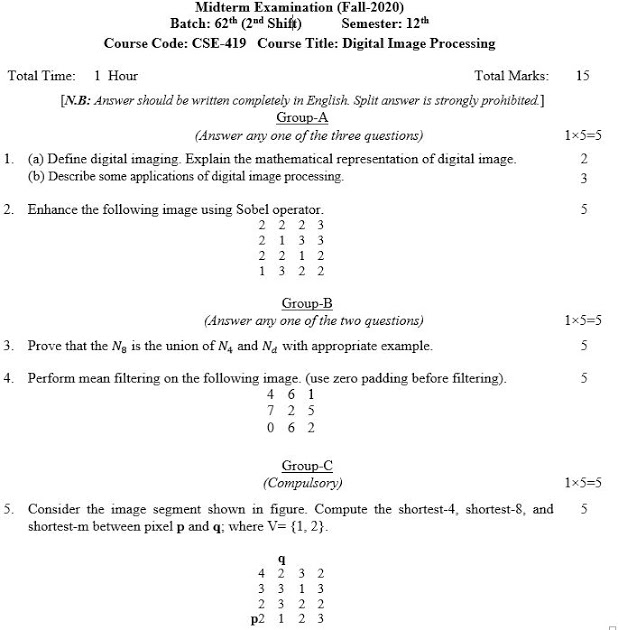 Midterm Examination (Fall-2020)
Batch: 62th (2nd Shift) Semester: 12th
Course Code: CSE-419 Course Title: Digital Image Processing
Total Time: 1 Hour Total Marks: 15
[N.B: Answer should be written completely in English. Split answer is strongly prohibited.]
Group-A
(Answer any one of the three questions) 1×5=5
1. (a) Define digital imaging. Explain the mathematical representation of digital image. 2
(b) Describe some applications of digital image processing. 3
2. Enhance the following image using Sobel operator. 5
2 2 2 3
2 1 3 3
2 2 1 2
1 3 2 2
Group-B
(Answer any one of the two questions) 1×5=5
3. Prove that the N8 is the union of N4 and Nd with appropriate example. 5
4. Perform mean filtering on the following image. (use zero padding before filtering). 5
4 6 1
7 2 5
0 6 2
Group-C
(Compulsory) 1×5=5
5. Consider the image segment shown in figure. Compute the shortest-4, shortest-8, and 5
shortest-m between pixel p and q; where V= {1, 2}.
q
4 2 3 2
3 3 1 3
2 3 2 2
p2 1 2 3